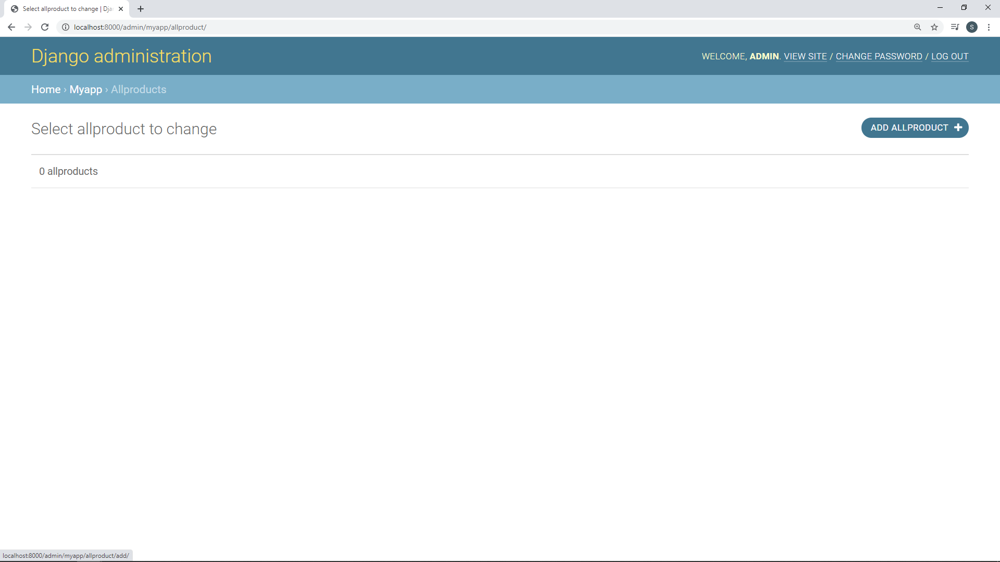 Select allproduct to change | Dja
localhost:8000/admin/myapp/allproduct/
S
Django administration
WELCOME, ADMIN. VIEW SITE / CHANGE PASSWORD / LOG OUT
Home › Myapp › Allproducts
Select allproduct to change
ADD ALLPRODUCT +
0 allproducts
localhost:8000/admin/myapp/allproduct/add/